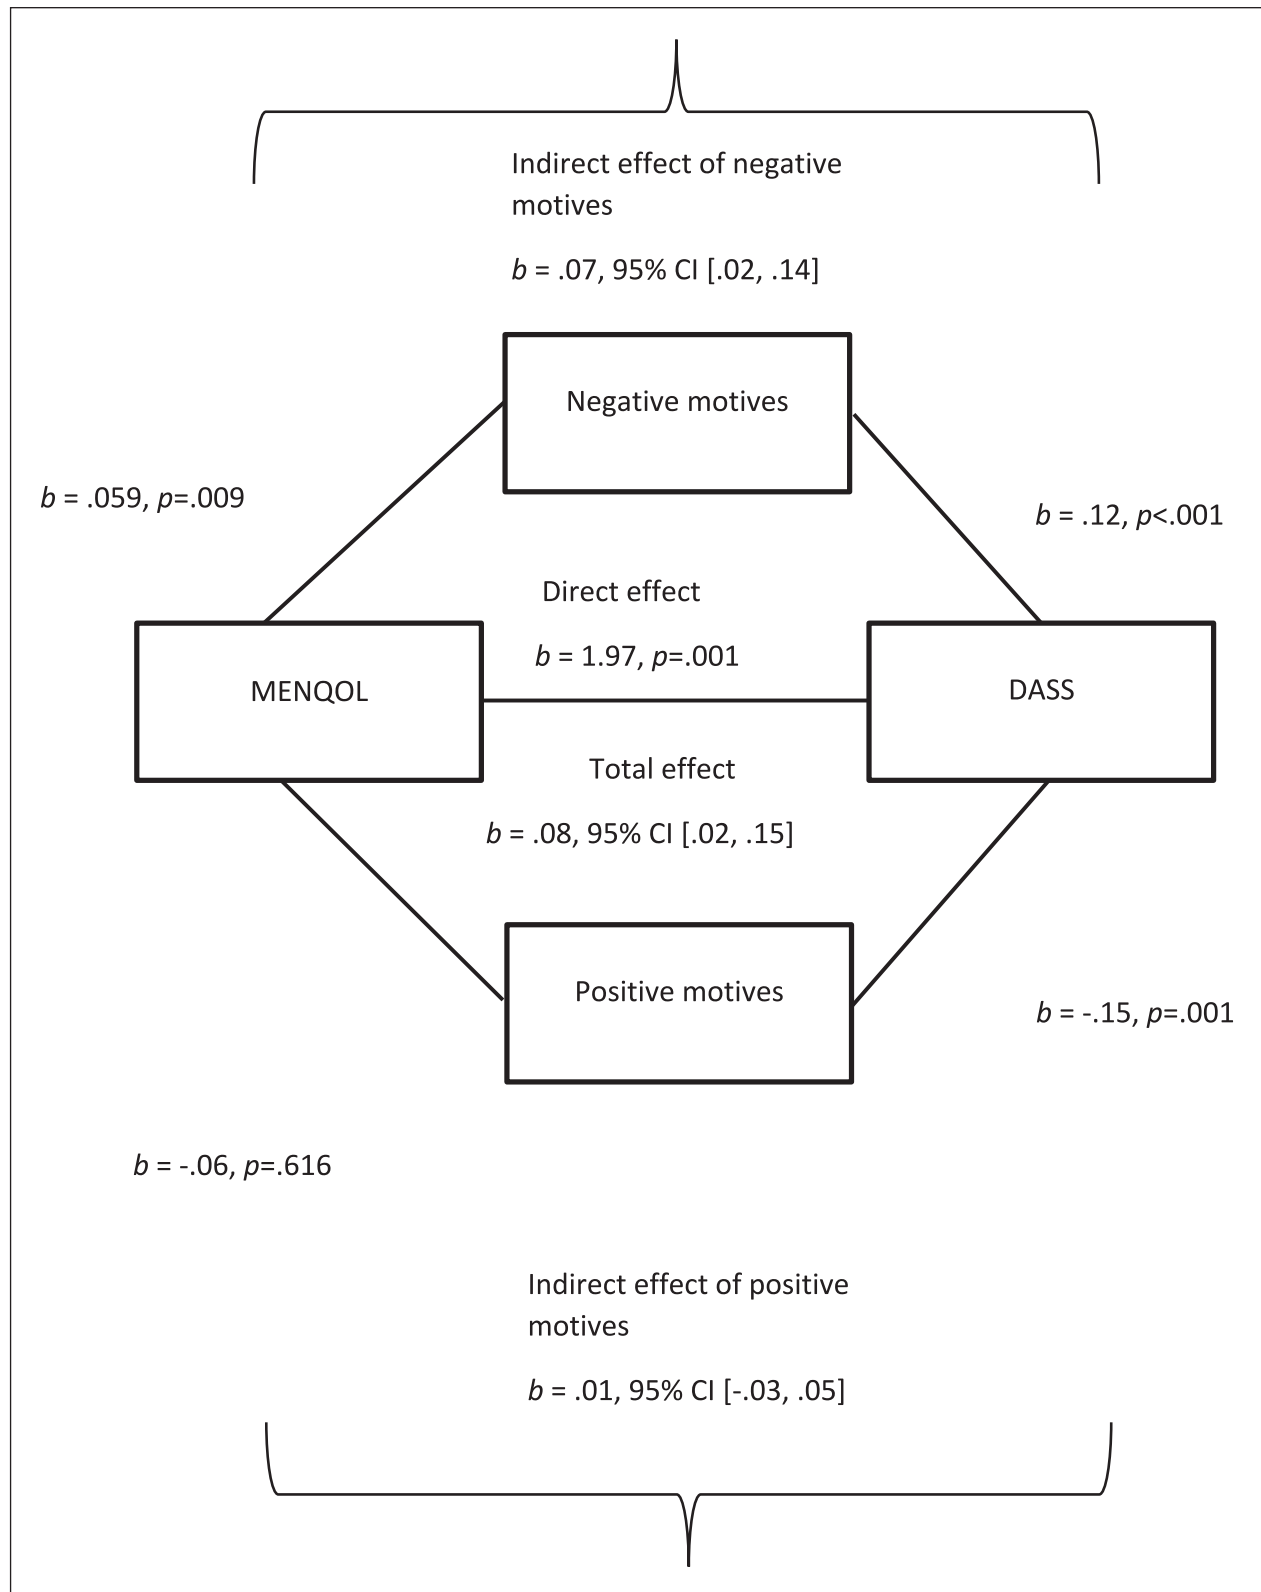 Indirect effect of negative
motives
b = .07, 95% CI [.02, .14]
Negative motives
b = .059, p=.009
b = .12, p<.001
Direct effect
b = 1.97, p=.001
MENQOL
DASS
Total effect
b = .08, 95% CI [.02, .15]
Positive motives
b = -.15, p=.001
b = -.06, p=.616
Indirect effect of positive
motives
b = .01, 95% CI [-.03, .05]